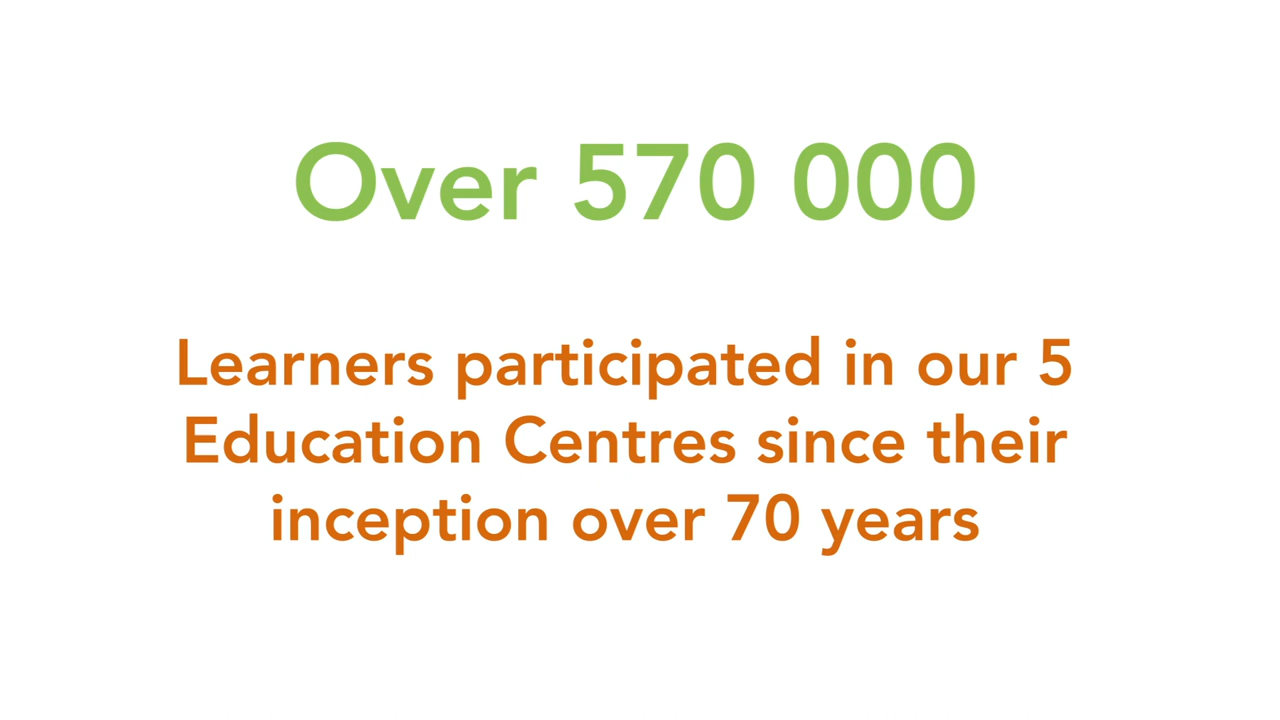 Over 570 000
Learners participated in our 5
Education Centres since their
inception over 70 years